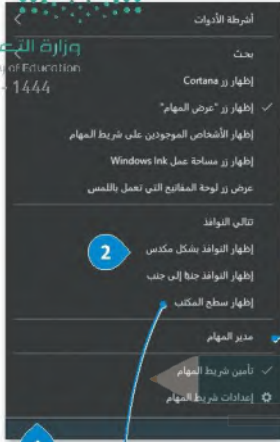 أشرطة الأدوات
وزارة التع
of Education
بحث
1444
إظهار زر Cortana
إظهار زر "عرض المهام"
إظهار الأشخاص الموجودين على شريط المهام
إظهار زر مساحة عمل Windows Ink
عرض زر لوحة المفاتيح التي تعمل باللمس
تتالي النوافذ
إظهار النوافذ بشكل مكدس
2
إظهار النوافذ جنبًا إلى جنب
إظهار سطح المكتب
مدير المهام
تأمين شريط المهام
إعدادات شريط المهام